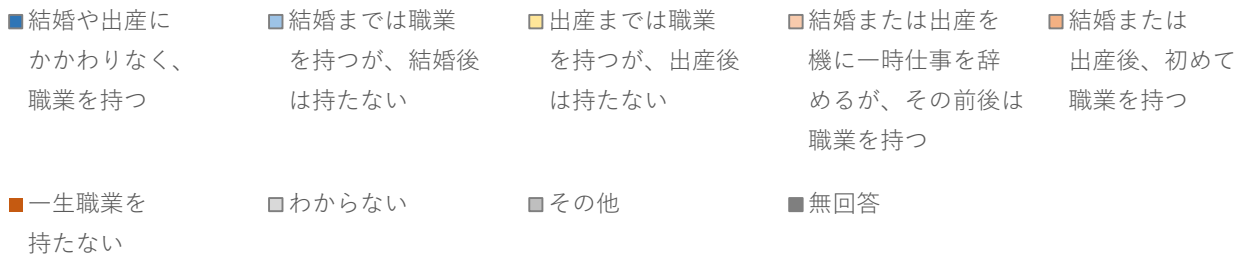 結婚や出産に
かかわりなく、
職業を持つ
結婚までは職業
を持つが、結婚後
は持たない
出産までは職業
を持つが、出産後
は持たない
結婚または出産を
機に一時仕事を辞
めるが、その前後は
職業を持つ
結婚または
出産後、初めて
職業を持つ
一生職業を
持たない
わからない
その他
無回答